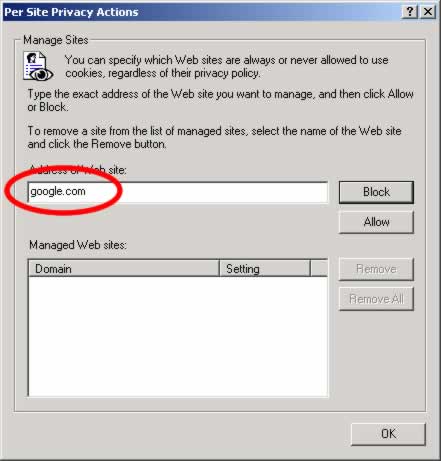 Per Site Privacy Actions
Manage Sites
You can specify which Web sites are always or never allowed to use
cookies, regardless of their privacy policy.
Type the exact address of the Web site you want to manage, and then click Allow
or Block.
To remove a site from the list of managed sites, select the name of the Web site
and click the Remove button.
Address of Web site:
google.com
Block
Allow
Managed Web sites:
Domain Setting
Remove
Remove All
OK